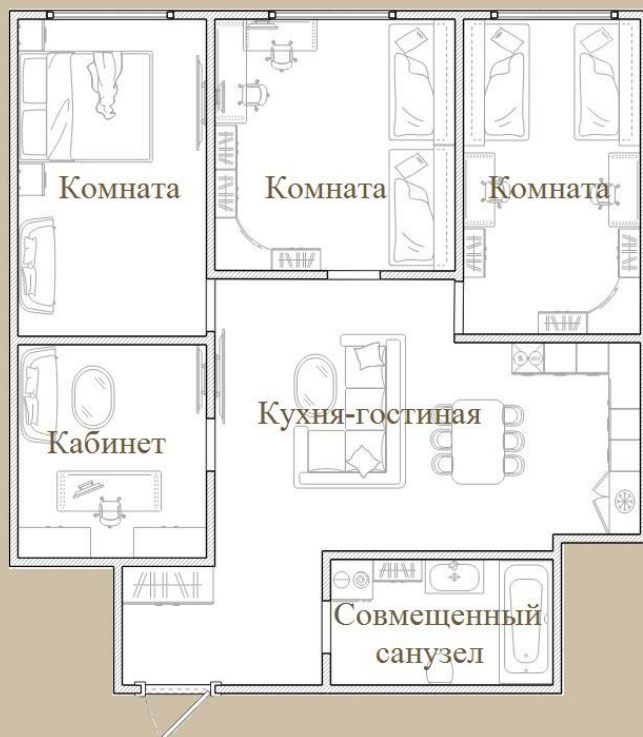 Комната
Комната
Комната
Кабинет
Кухня-гостиная
Совмещенный
санузел